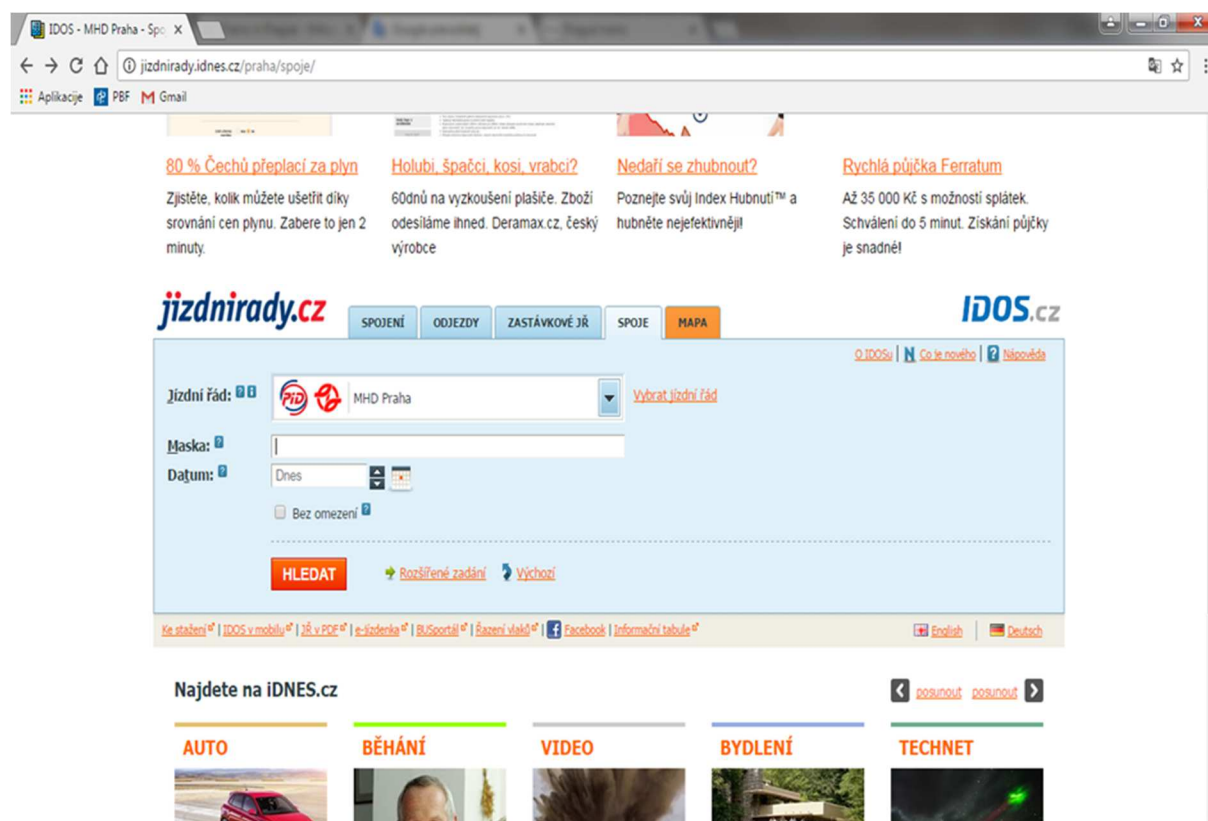 IDOS - MHD Praha - Spo
jizdnirady.idnes.cz/praha/spoje/
Aplikacije PBF Gmail
80 % Čechů přeplací za plyn
Zjistěte, kolik můžete ušetřit díky
srovnání cen plynu. Zabere to jen 2
minuty.
Holubi, špačci, kosi, vrabci?
60dnů na vyzkoušení plašiče. Zboží
odesíláme ihned. Deramax.cz, český
výrobce
Nedaří se zhubnout?
Poznejte svůj Index Hubnutí™ a
hubněte nejefektivněji!
Rychlá půjčka Ferratum
Až 35 000 Kč s možností splátek.
Schválení do 5 minut. Získání půjčky
je snadné!
jizdnirady.cz
SPOJENÍ ODJEZDY ZASTÁVKOVÉ JŘ SPOJE MAPA
IDOS.cz
O IDOSu | N Co je nového | ? Nápověda
Jízdní řád: ? i PID MHD Praha Vybrat jízdní řád
Maska: ?
Datum: ? Dnes
Bez omezení ?
HLEDAT Rozšířené zadání Výchozí
Ke stažení | IDOS v mobilu | JŘ v PDF | e-jízdenka | BUSportál | Řazení vlaků | f Facebook | Informační tabule English | Deutsch
Najdete na iDNES.cz posunout posunout
AUTO BĚHÁNÍ VIDEO BYDLENÍ TECHNET